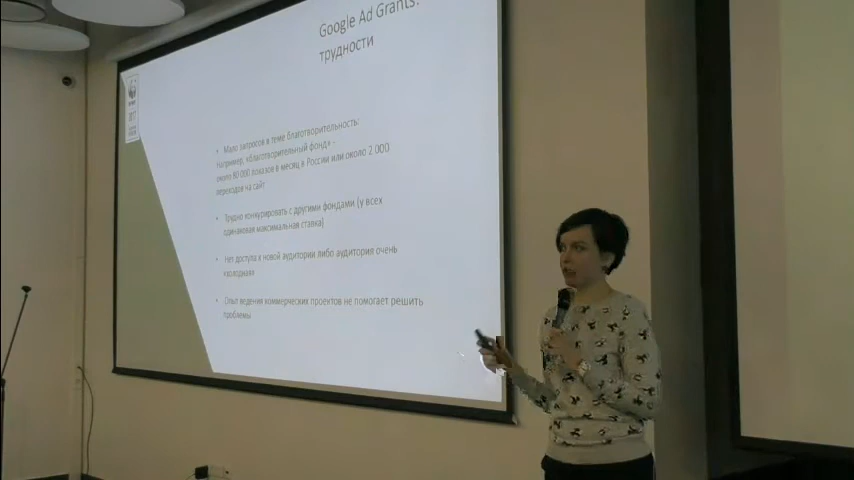 Google Ad Grants:
трудности
WWF
• Мало запросов в теме благотворительность:
Например, «благотворительный фонд» -
около 80 000 показов в месяц в России или около 2 000
переходов на сайт
• Трудно конкурировать с другими фондами (у всех
одинаковая максимальная ставка)
• Нет доступа к новой аудитории либо аудитория очень
«холодная»
• Опыт ведения коммерческих проектов не помогает решить
проблемы